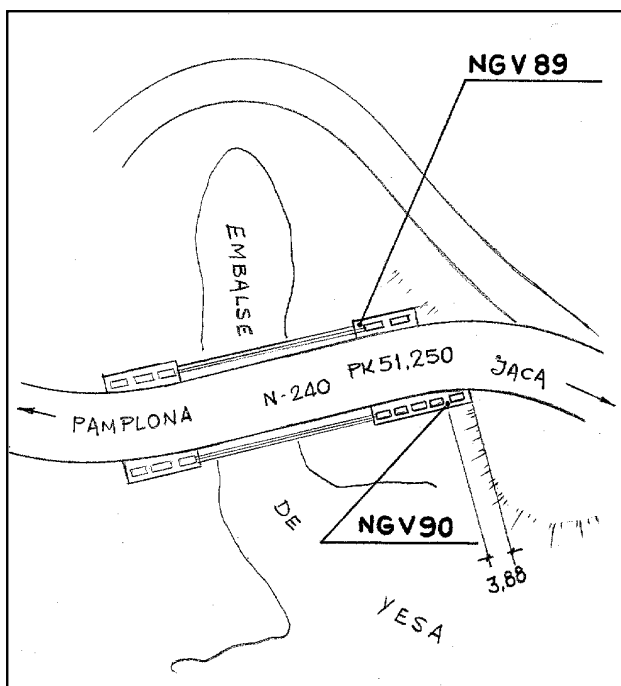 NGV 89
EMBALSE
N-240 PK 51,250
JACA
PAMPLONA
DE
NGV90
3,88
YESA